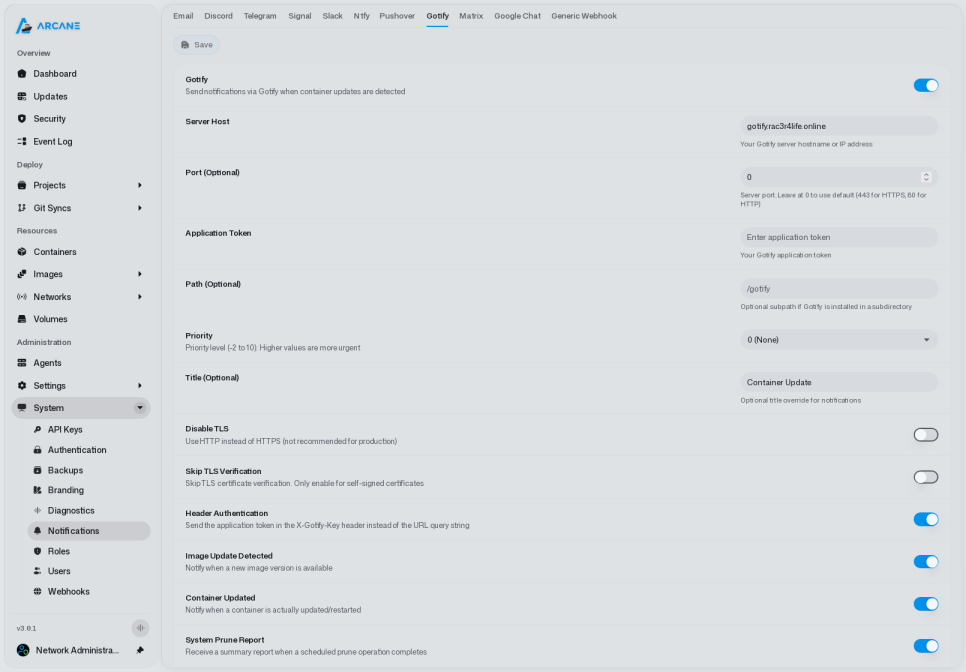 ARCANE
Overview
Dashboard
Updates
Security
Event Log
Deploy
Projects
Git Syncs
Resources
Containers
Images
Networks
Volumes
Administration
Agents
Settings
System
API Keys
Authentication
Backups
Branding
Diagnostics
Notifications
Roles
Users
Webhooks
v3.0.1
Network Administra...
Email Discord Telegram Signal Slack Ntfy Pushover Gotify Matrix Google Chat Generic Webhook
Save
Gotify
Send notifications via Gotify when container updates are detected
Server Host
gotify.rac3r4life.online
Your Gotify server hostname or IP address
Port (Optional)
0
Server port. Leave at 0 to use default (443 for HTTPS, 80 for
HTTP)
Application Token
Enter application token
Your Gotify application token
Path (Optional)
/gotify
Optional subpath if Gotify is installed in a subdirectory
Priority
Priority level (-2 to 10). Higher values are more urgent
0 (None)
Title (Optional)
Container Update
Optional title override for notifications
Disable TLS
Use HTTP instead of HTTPS (not recommended for production)
Skip TLS Verification
Skip TLS certificate verification. Only enable for self-signed certificates
Header Authentication
Send the application token in the X-Gotify-Key header instead of the URL query string.
Image Update Detected
Notify when a new image version is available
Container Updated
Notify when a container is actually updated/restarted
System Prune Report
Receive a summary report when a scheduled prune operation completes